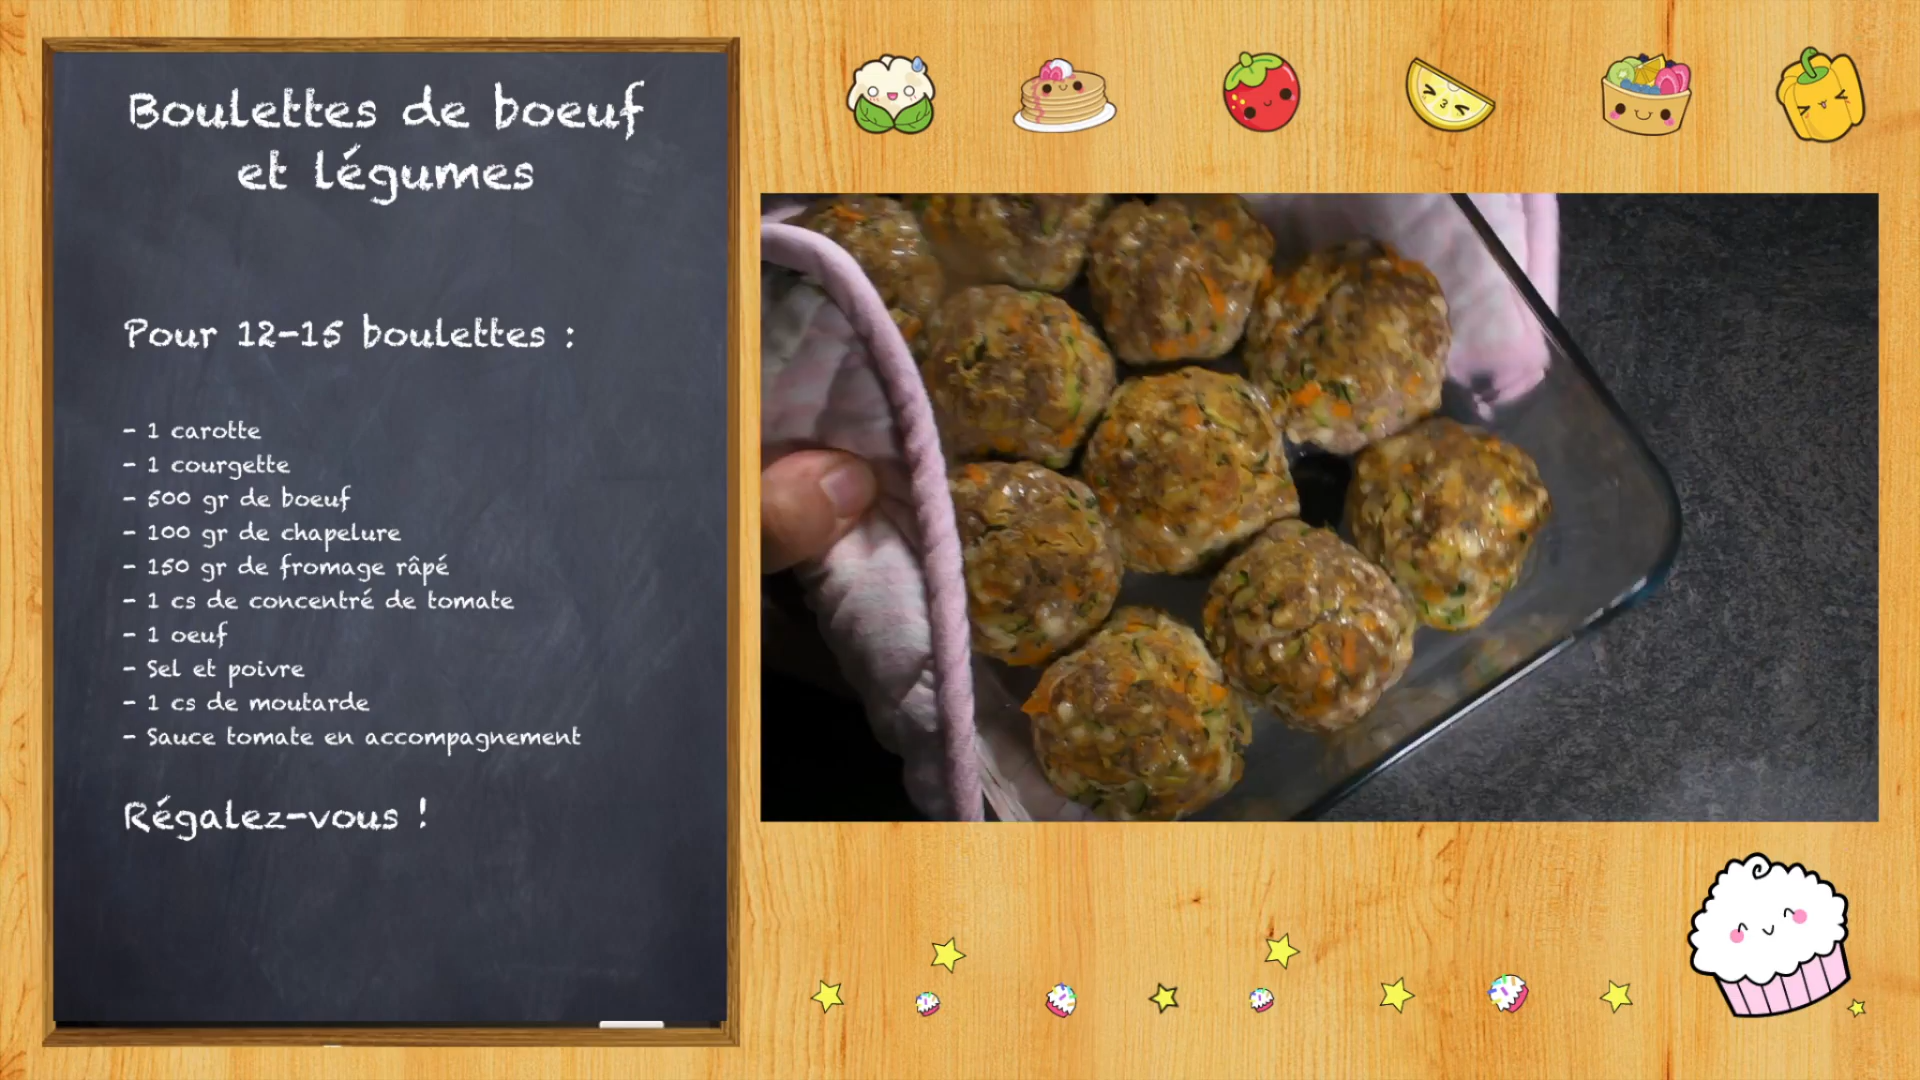 Boulettes de boeuf
et légumes
Pour 12-15 boulettes :
- 1 carotte
- 1 courgette
- 500 gr de boeuf
- 100 gr de chapelure
- 150 gr de fromage râpé
- 1 cs de concentré de tomate
- 1 oeuf
- Sel et poivre
- 1 cs de moutarde
- Sauce tomate en accompagnement
Régalez-vous !